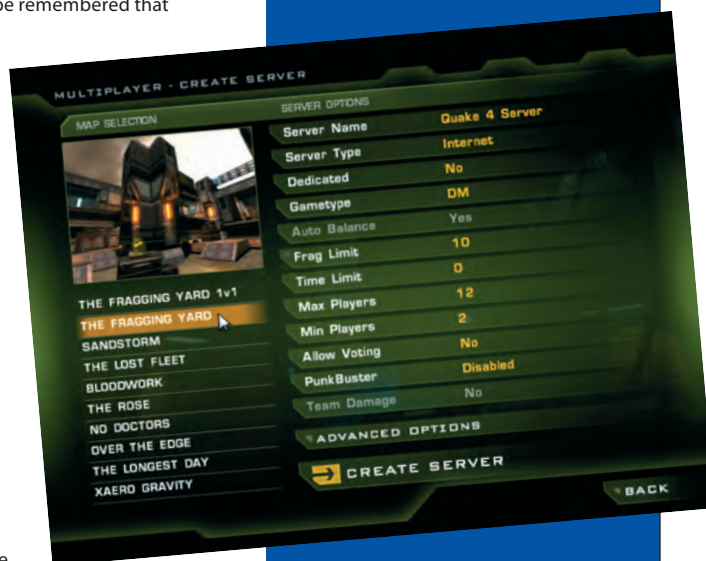 be remembered that
MULTIPLAYER - CREATE SERVER
MAP SELECTION
SERVER OPTIONS
Server Name Quake 4 Server
Server Type Internet
Dedicated No
Gametype DM
Auto Balance Yes
Frag Limit 10
Time Limit 0
Max Players 12
Min Players 2
Allow Voting No
PunkBuster Disabled
Team Damage No
THE FRAGGING YARD 1v1
THE FRAGGING YARD
SANDSTORM
THE LOST FLEET
BLOODWORK
THE ROSE
NO DOCTORS
OVER THE EDGE
THE LONGEST DAY
XAERO GRAVITY
ADVANCED OPTIONS
CREATE SERVER
BACK